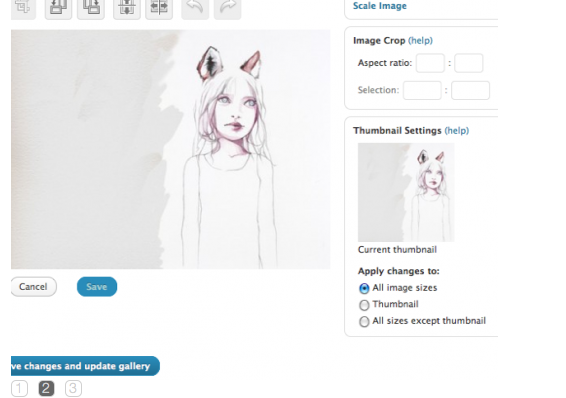 Scale Image
Image Crop (help)
Aspect ratio: :
Selection: :
Thumbnail Settings (help)
Current thumbnail
Apply changes to:
All image sizes
Thumbnail
All sizes except thumbnail
Cancel
Save
ve changes and update gallery
1 2 3